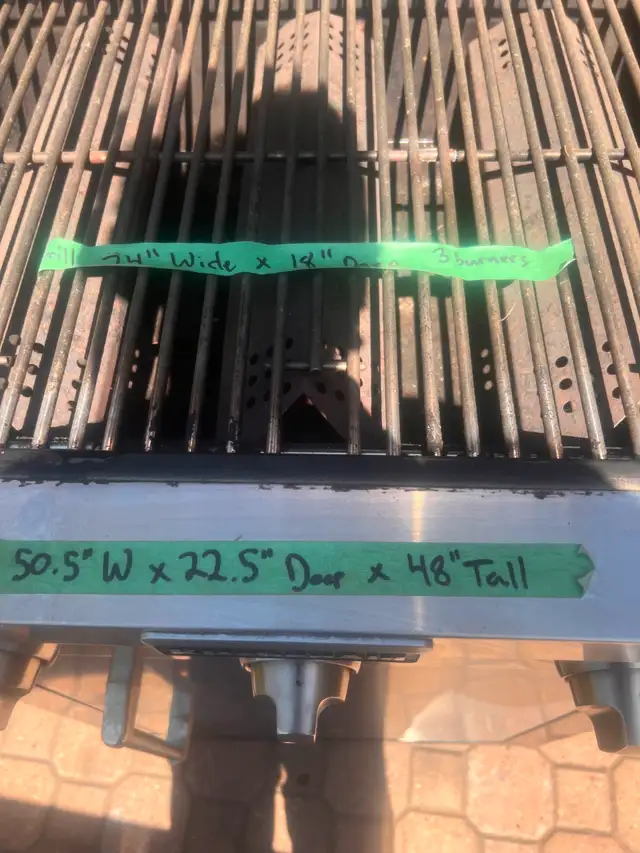 24" Wide x 18" Deep 3 burners
50.5" W x 22.5" Deep x 48" Tall